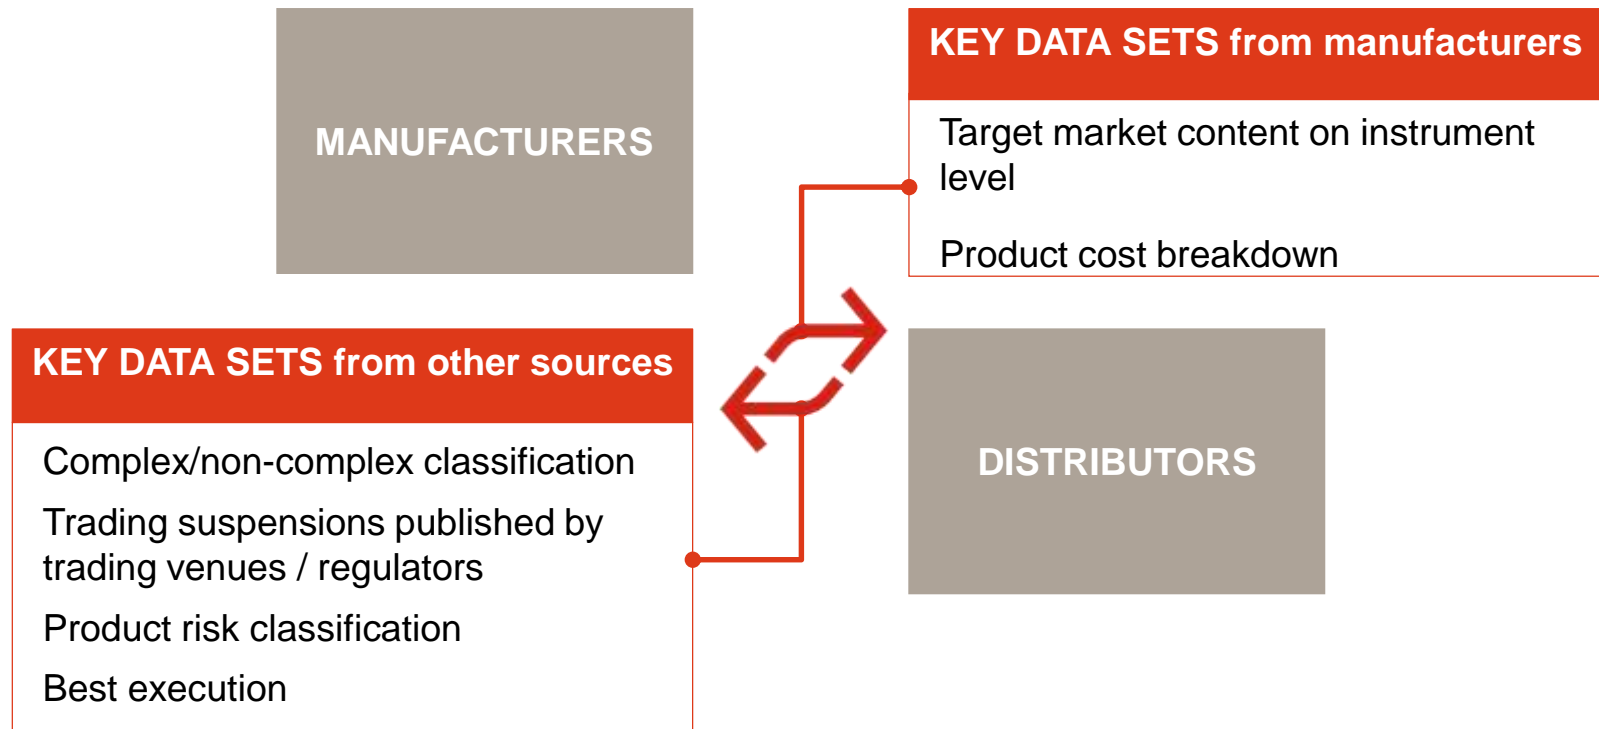 MANUFACTURERS
KEY DATA SETS from manufacturers
Target market content on instrument
level
Product cost breakdown
KEY DATA SETS from other sources
Complex/non-complex classification
Trading suspensions published by
trading venues / regulators
Product risk classification
Best execution
DISTRIBUTORS